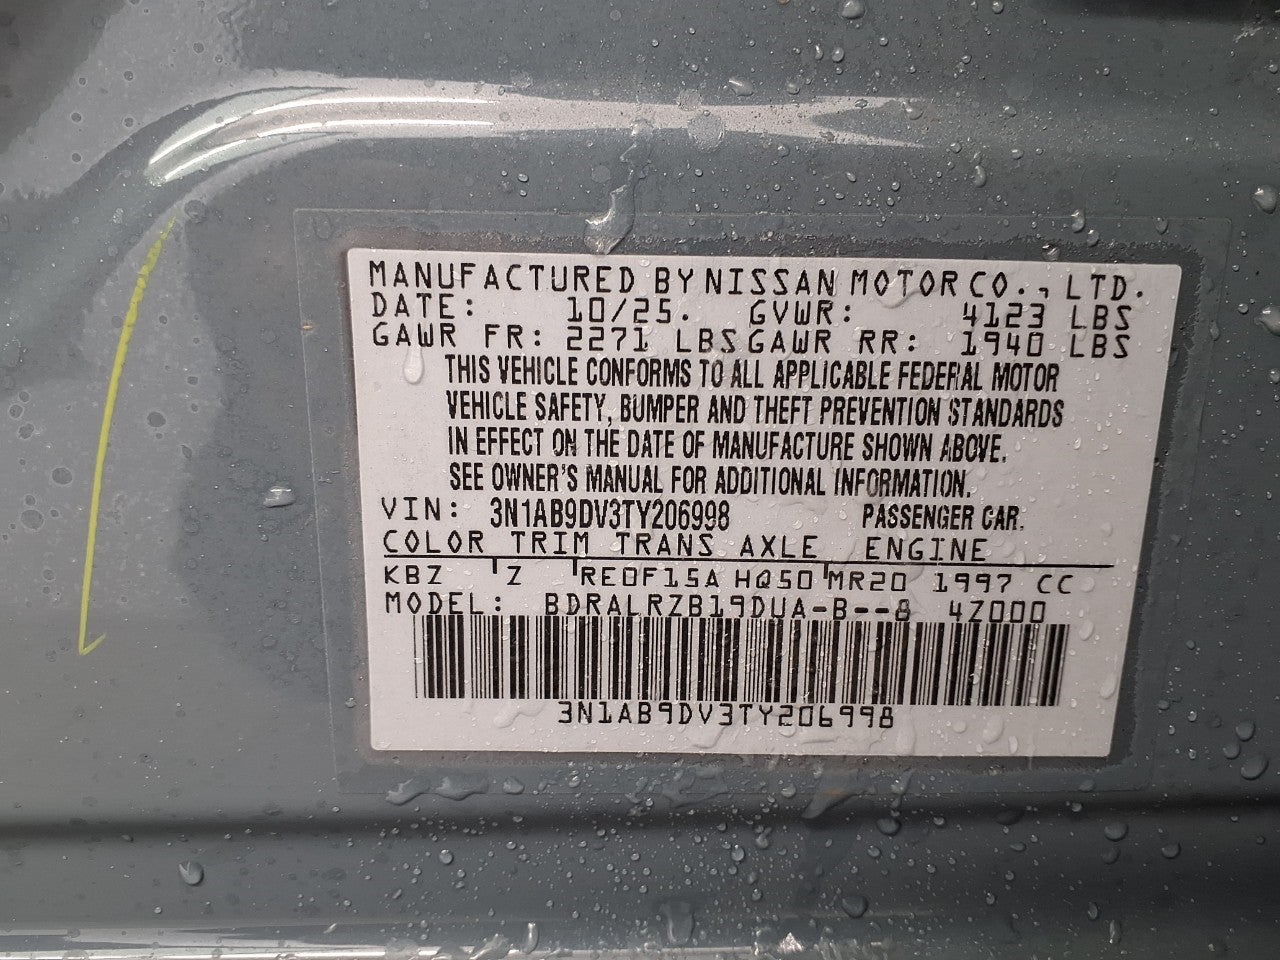 MANUFACTURED BY NISSAN MOTOR CO., LTD.
DATE: 10/25. GVWR: 4123 LBS
GAWR FR: 2271 LBS GAWR RR: 1940 LBS
THIS VEHICLE CONFORMS TO ALL APPLICABLE FEDERAL MOTOR
VEHICLE SAFETY, BUMPER AND THEFT PREVENTION STANDARDS
IN EFFECT ON THE DATE OF MANUFACTURE SHOWN ABOVE.
SEE OWNER'S MANUAL FOR ADDITIONAL INFORMATION.
VIN: 3N1AB9DV3TY206998 PASSENGER CAR.
COLOR TRIM TRANS AXLE ENGINE
KBZ Z RE0F15A HQ50 MR20 1997 CC
MODEL: BDRALRZB19DUA-B--8 4Z000
3N1AB9DV3TY206998